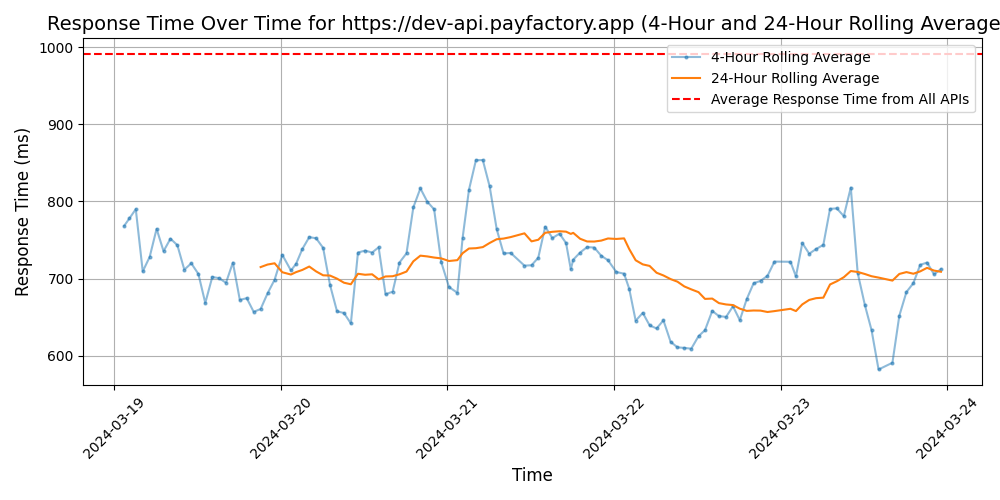 Response Time Over Time for https://dev-api.payfactory.app (4-Hour and 24-Hour Rolling Average
1000
900
800
700
600
Response Time (ms)
4-Hour Rolling Average
24-Hour Rolling Average
Average Response Time from All APIs
2024-03-19
2024-03-20
2024-03-21
2024-03-22
2024-03-23
2024-03-24
Time